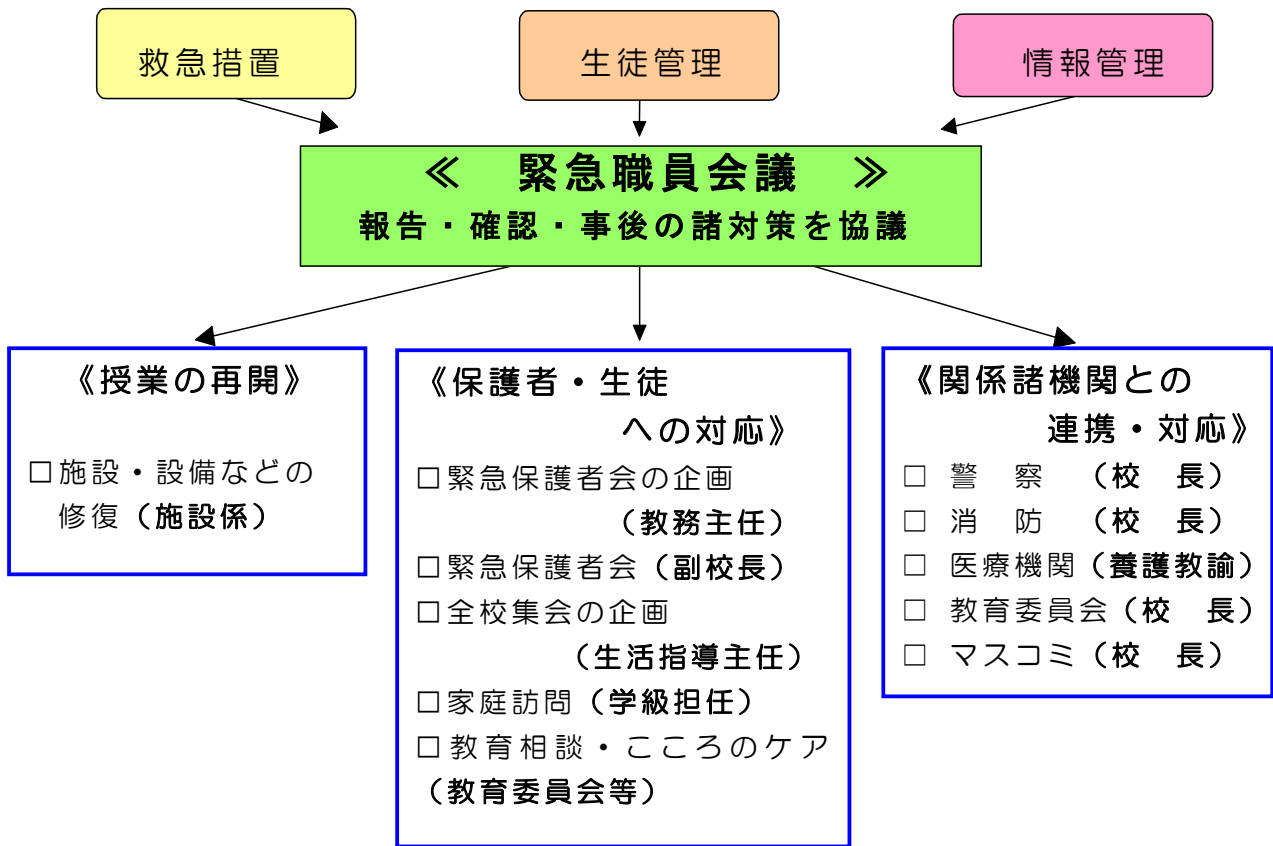 救急措置
生徒管理
情報管理
≪　緊急職員会議　≫
報告・確認・事後の諸対策を協議
《授業の再開》
□施設・設備などの
修復（施設係）
《保護者・生徒
への対応》
□緊急保護者会の企画
（教務主任）
□緊急保護者会（副校長）
□全校集会の企画
（生活指導主任）
□家庭訪問（学級担任）
□教育相談・こころのケア
（教育委員会等）
《関係諸機関との
連携・対応》
□　警　察　（校　長）
□　消　防　（校　長）
□　医療機関（養護教諭）
□　教育委員会（校　長）
□　マスコミ（校　長）